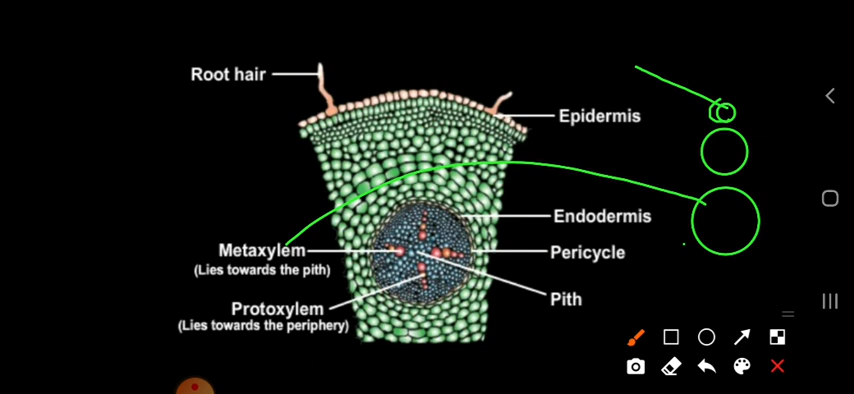 Root hair
Epidermis
Endodermis
Metaxylem
(Lies towards the pith)
Pericycle
Pith
Protoxylem
(Lies towards the periphery)